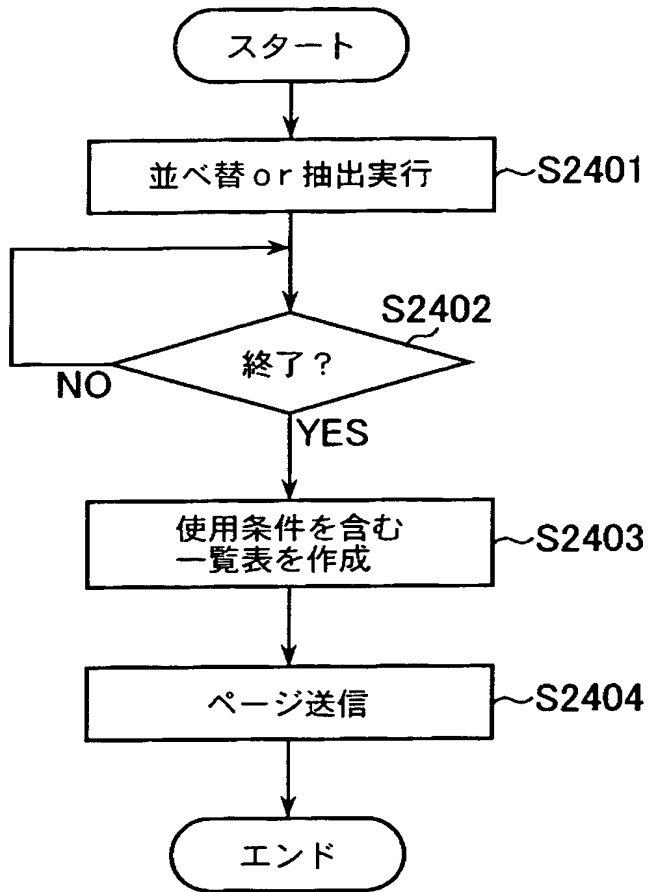 スタート
並べ替or抽出実行
S2401
S2402
終了?
NO
YES
使用条件を含む
一覧表を作成
S2403
ページ送信
S2404
エンド